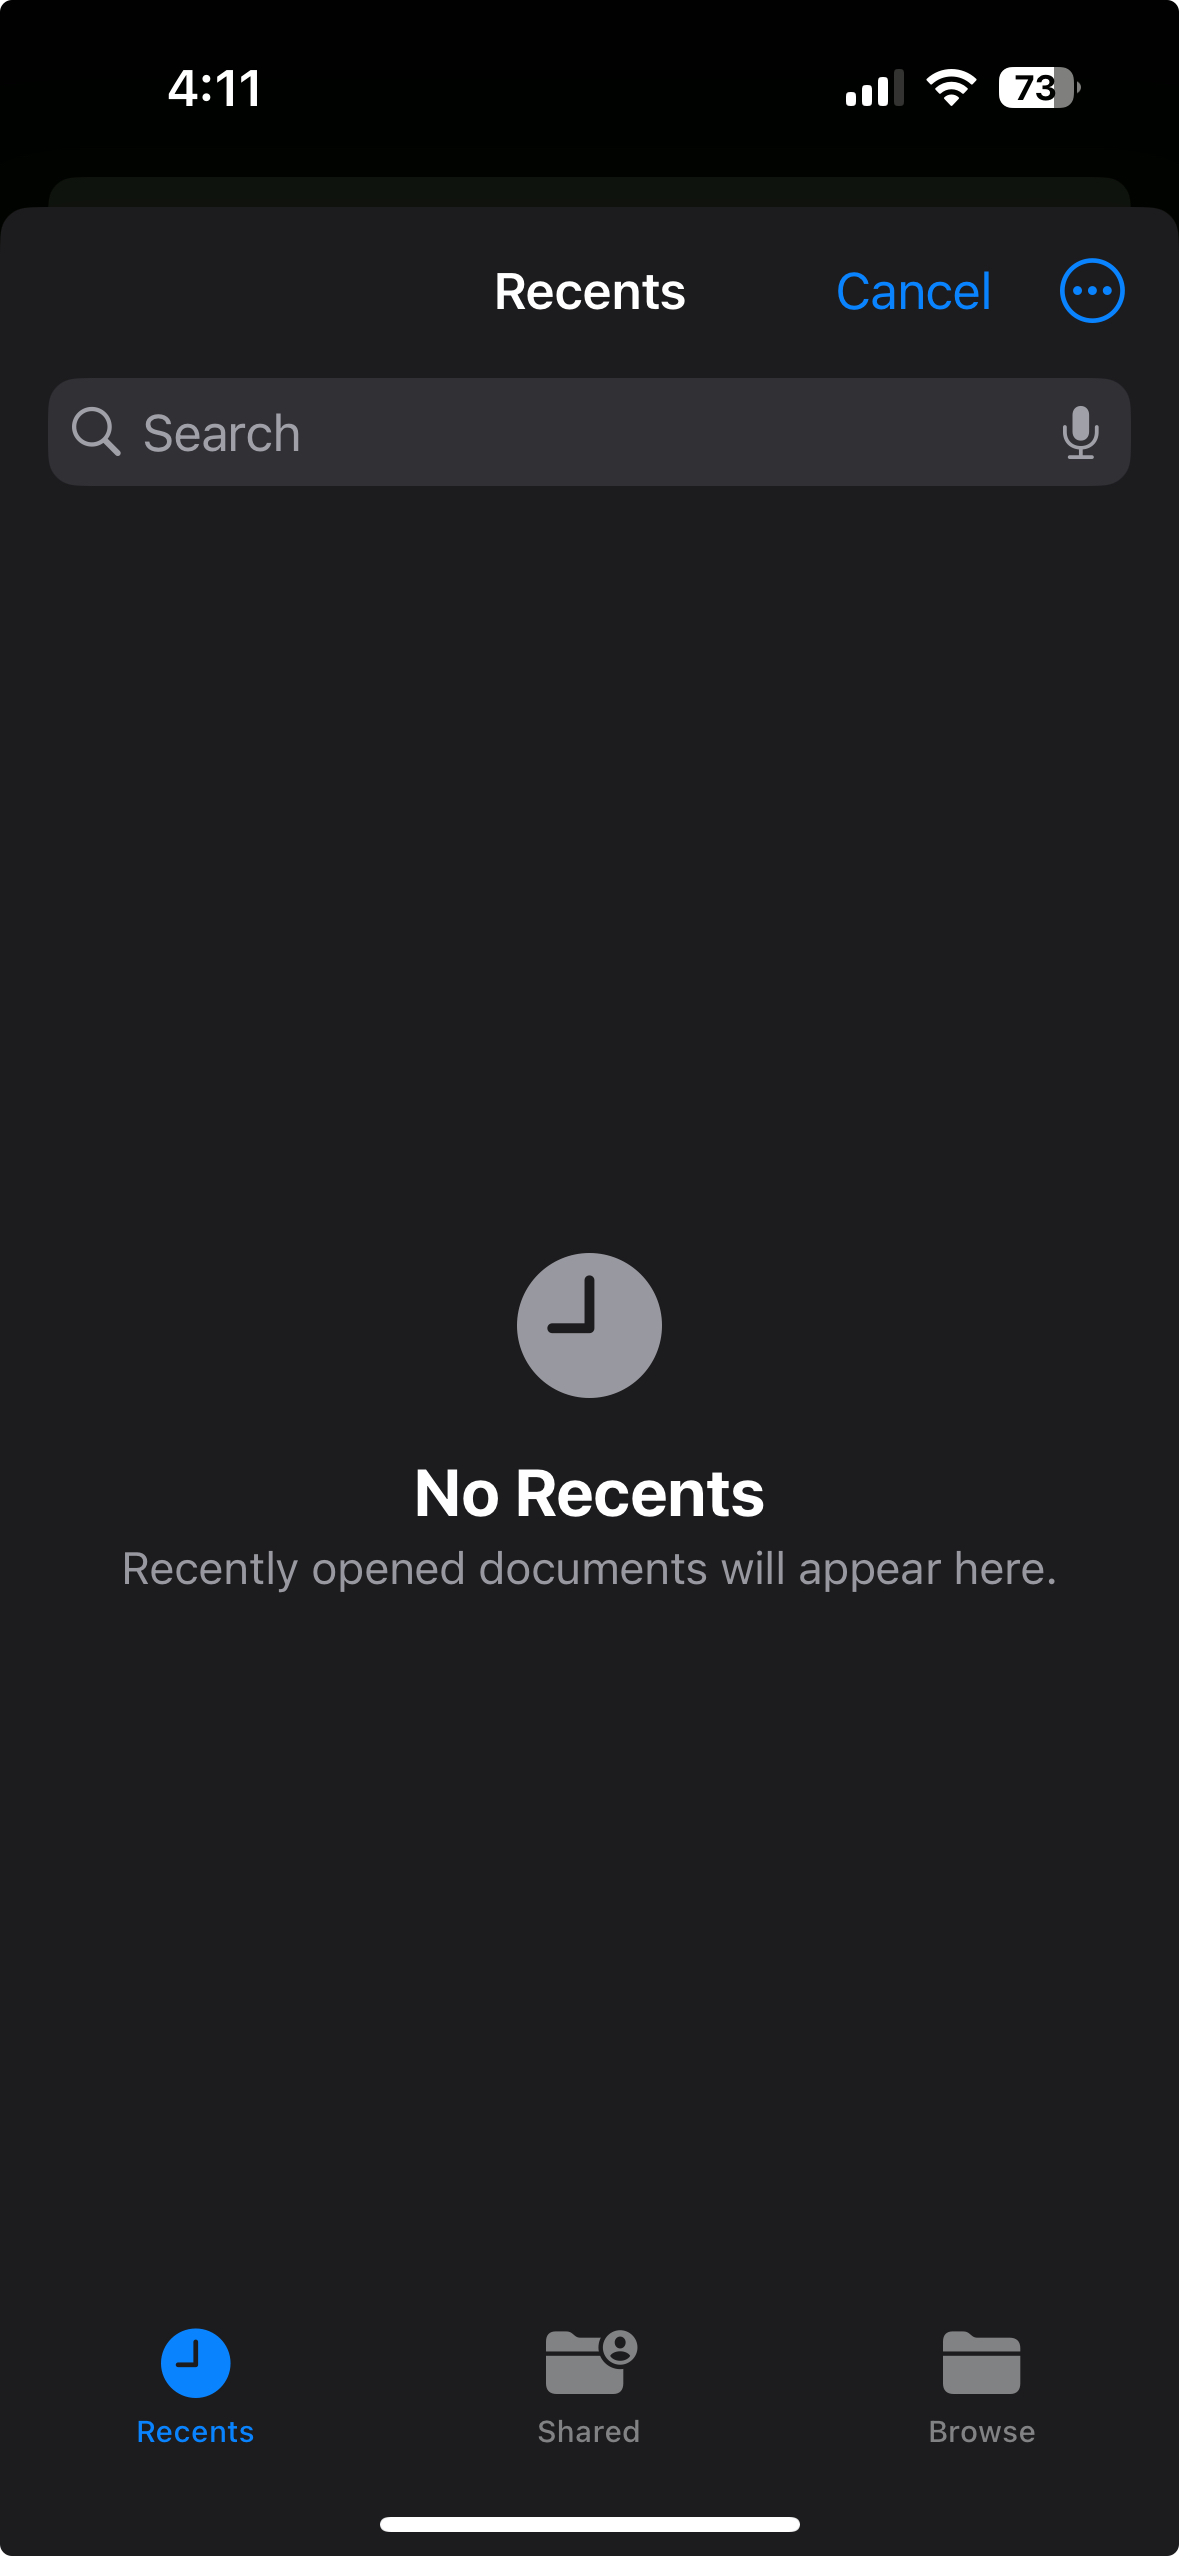 4:11
73
Recents
Cancel
Search
No Recents
Recently opened documents will appear here.
Recents
Shared
Browse